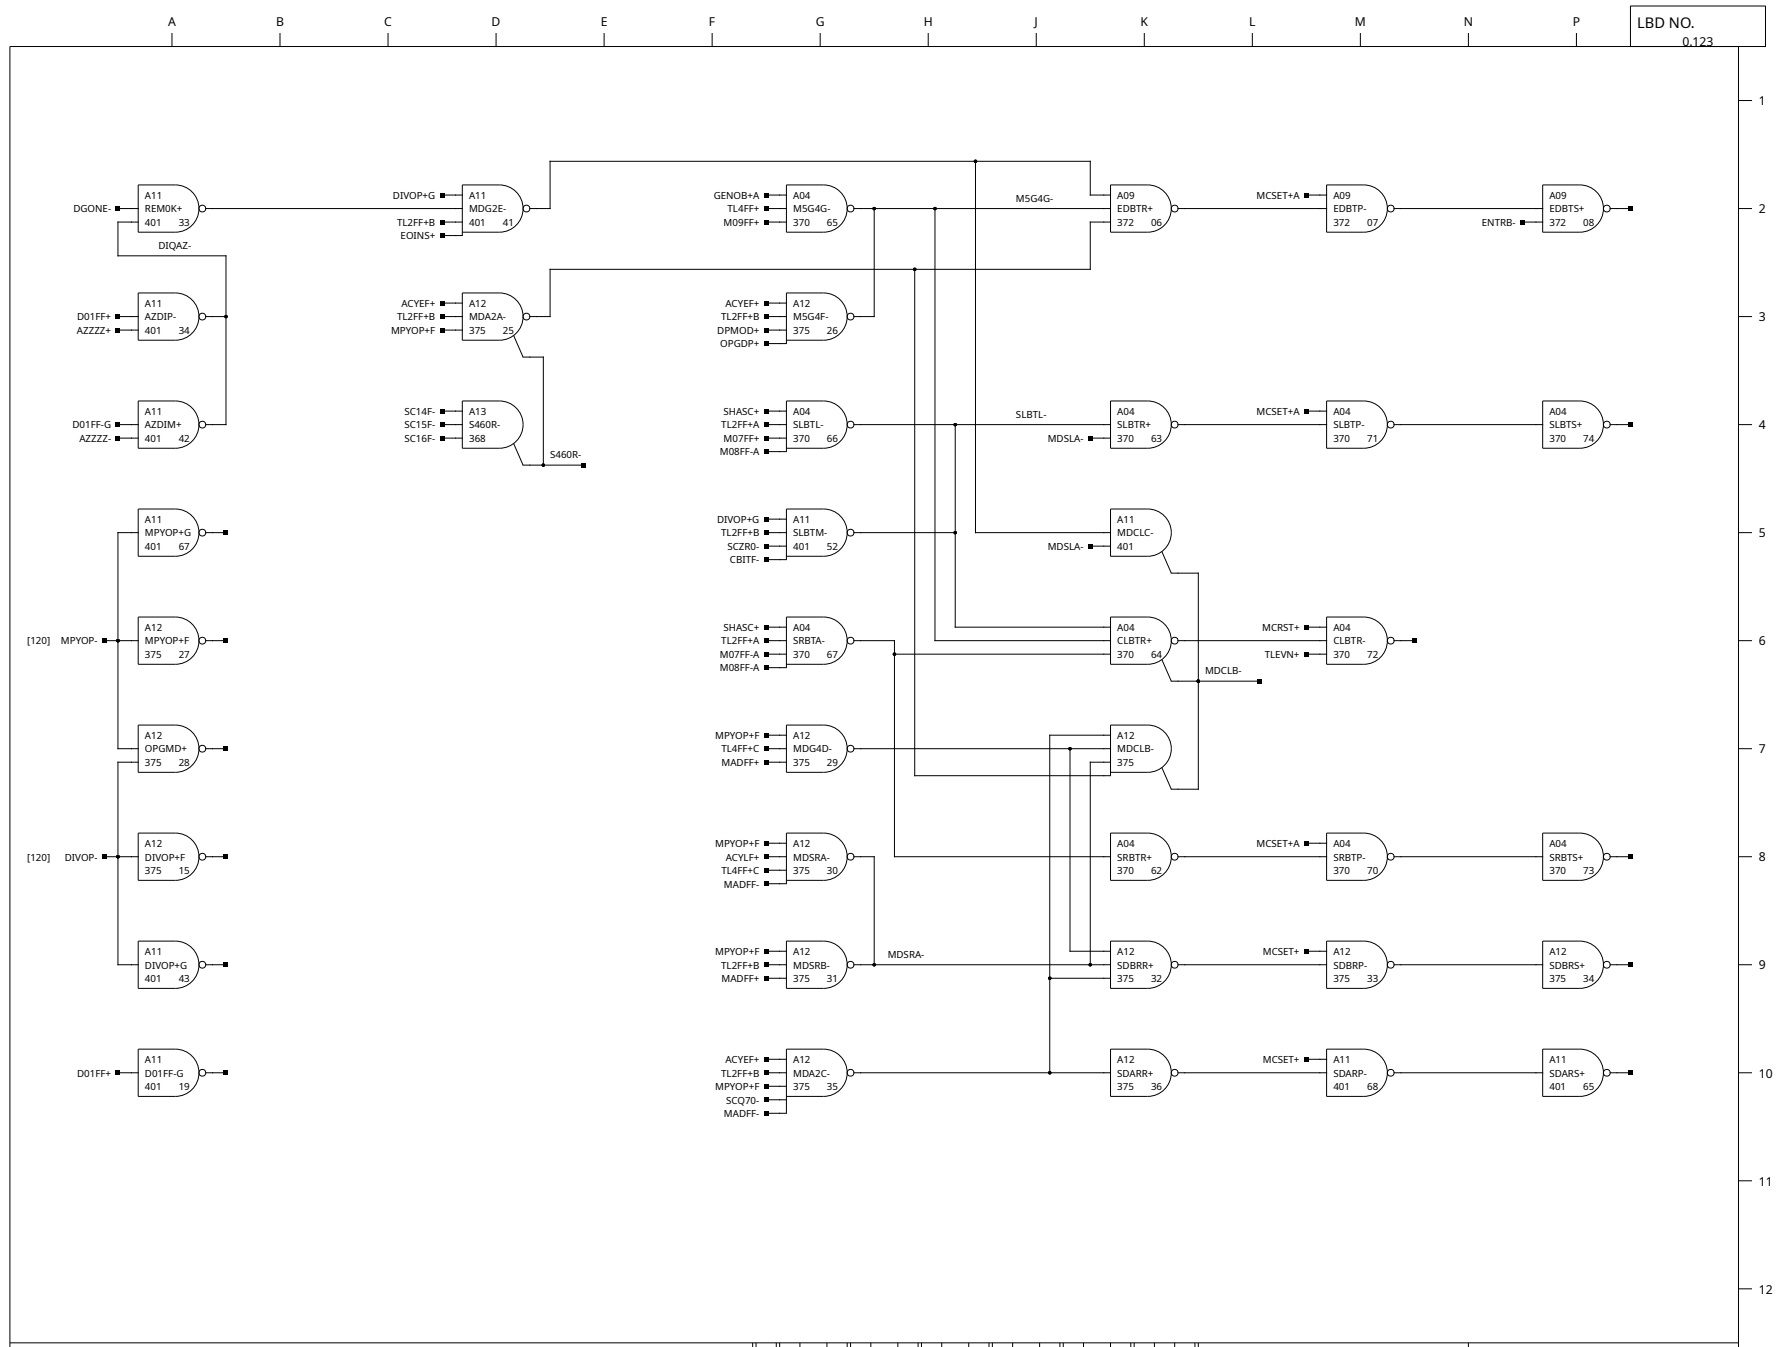 A B C D E F G H J K L M N P
LBD NO.
0.123
1
A11
REM0K+
401 33
DGONE-
DIQAZ-
DIVOP+G
TL2FF+B
EOINS+
A11
MDG2E-
401 41
GENOB+A
TL4FF+
M09FF+
A04
M5G4G-
370 65
M5G4G-
A09
EDBTR+
372 06
MCSET+A
A09
EDBTP-
372 07
ENTRB-
A09
EDBTS+
372 08
2
D01FF+
AZZZZ+
A11
AZDIP-
401 34
ACYEF+
TL2FF+B
MPYOP+F
A12
MDA2A-
375 25
ACYEF+
TL2FF+B
DPMOD+
OPGDP+
A12
M5G4F-
375 26
3
D01FF-G
AZZZZ-
A11
AZDIM+
401 42
SC14F-
SC15F-
SC16F-
A13
S460R-
368
S460R-
SHASC+
TL2FF+A
M07FF+
M08FF-A
A04
SLBTL-
370 66
SLBTL-
MDSLA-
A04
SLBTR+
370 63
MCSET+A
A04
SLBTP-
370 71
A04
SLBTS+
370 74
4
A11
MPYOP+G
401 67
DIVOP+G
TL2FF+B
SCZR0-
CBITF-
A11
SLBTM-
401 52
MDSLA-
A11
MDCLC-
401
5
[120] MPYOP-
A12
MPYOP+F
375 27
SHASC+
TL2FF+A
M07FF-A
M08FF-A
A04
SRBTA-
370 67
A04
CLBTR+
370 64
MDCLB-
MCRST+
TLEVN+
A04
CLBTR-
370 72
6
A12
OPGMD+
375 28
MPYOP+F
TL4FF+C
MADFF+
A12
MDG4D-
375 29
A12
MDCLB-
375
7
[120] DIVOP-
A12
DIVOP+F
375 15
MPYOP+F
ACYLF+
TL4FF+C
MADFF-
A12
MDSRA-
375 30
A04
SRBTR+
370 62
MCSET+A
A04
SRBTP-
370 70
A04
SRBTS+
370 73
8
A11
DIVOP+G
401 43
MPYOP+F
TL2FF+B
MADFF+
A12
MDSRB-
375 31
MDSRA-
A12
SDBRR+
375 32
MCSET+
A12
SDBRP-
375 33
A12
SDBRS+
375 34
9
D01FF+
A11
D01FF-G
401 19
ACYEF+
TL2FF+B
MPYOP+F
SCQ70-
MADFF-
A12
MDA2C-
375 35
A12
SDARR+
375 36
MCSET+
A11
SDARP-
401 68
A11
SDARS+
401 65
10
11
12